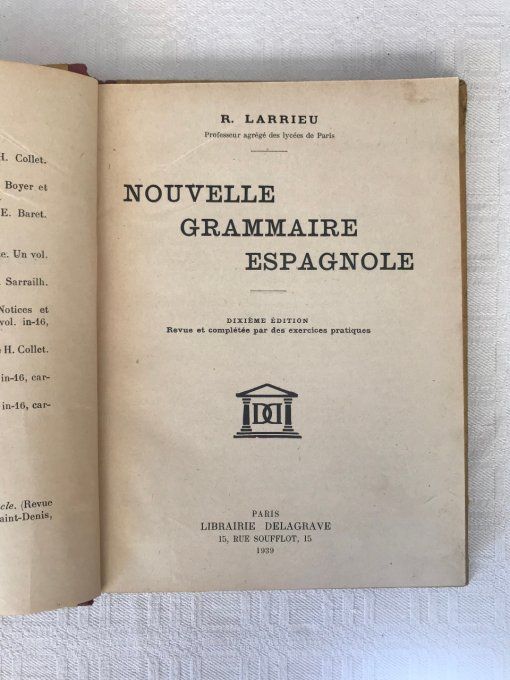 H. Collet.
Boyer et
E. Baret.
te. Un vol.
Sarrailh.
Notices et
vol. in-16,
H. Collet.
in-16, car-
in-16, car-
cle. (Revue
aint-Denis,
R. LARRIEU
Professeur agrégé des lycées de Paris
NOUVELLE
GRAMMAIRE
ESPAGNOLE
DIXIÈME ÉDITION
Revue et complétée par des exercices pratiques
DD
PARIS
LIBRAIRIE DELAGRAVE
15, RUE SOUFFLOT, 15
1939